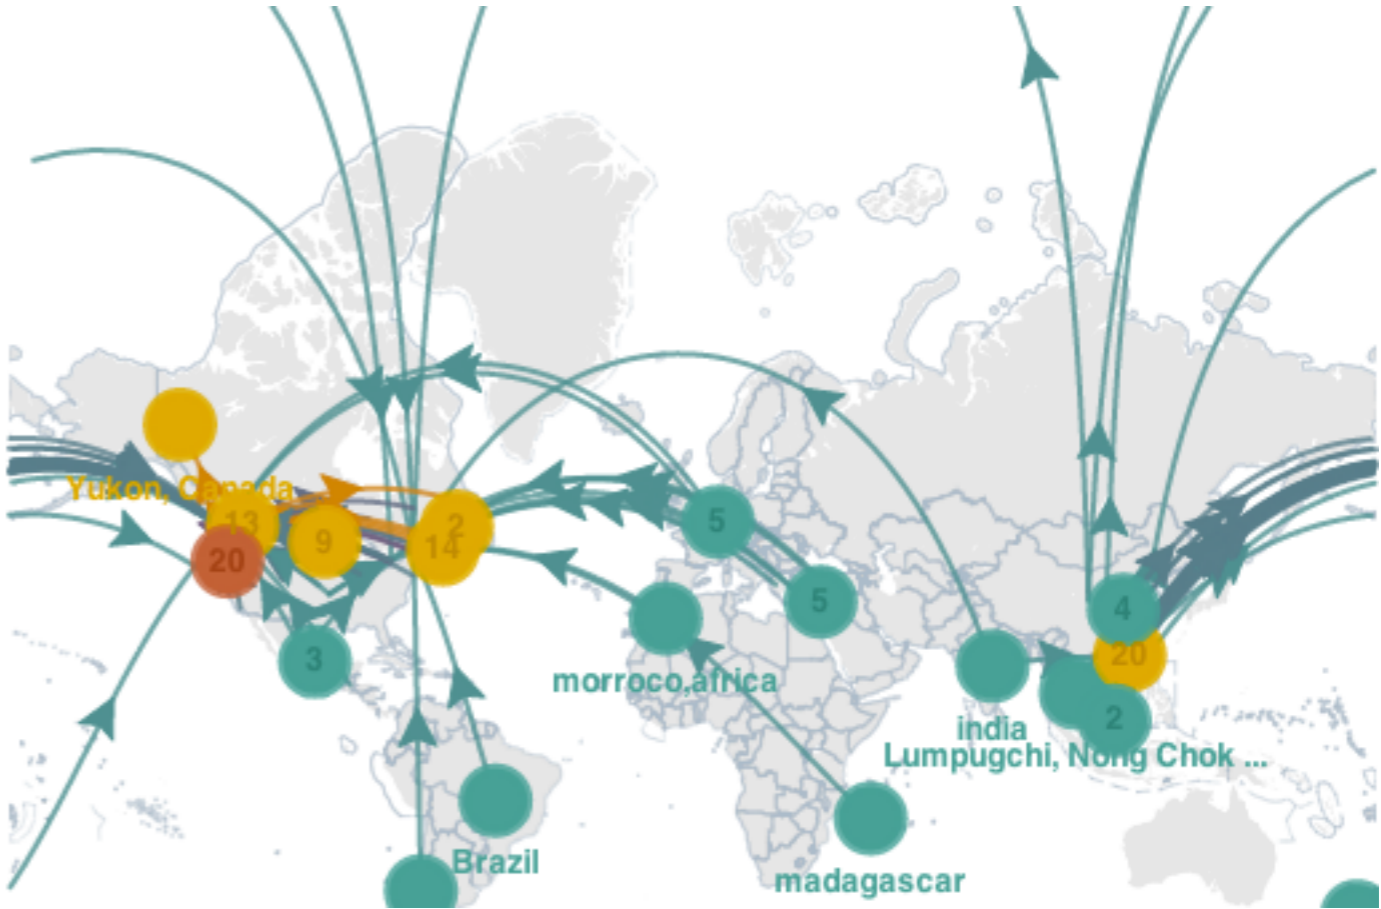 Yukon, Canada
13
2
14
9
20
5
5
4
3
20
morroco,africa
2
india
Lumpugchi, Nong Chok ...
Brazil
madagascar